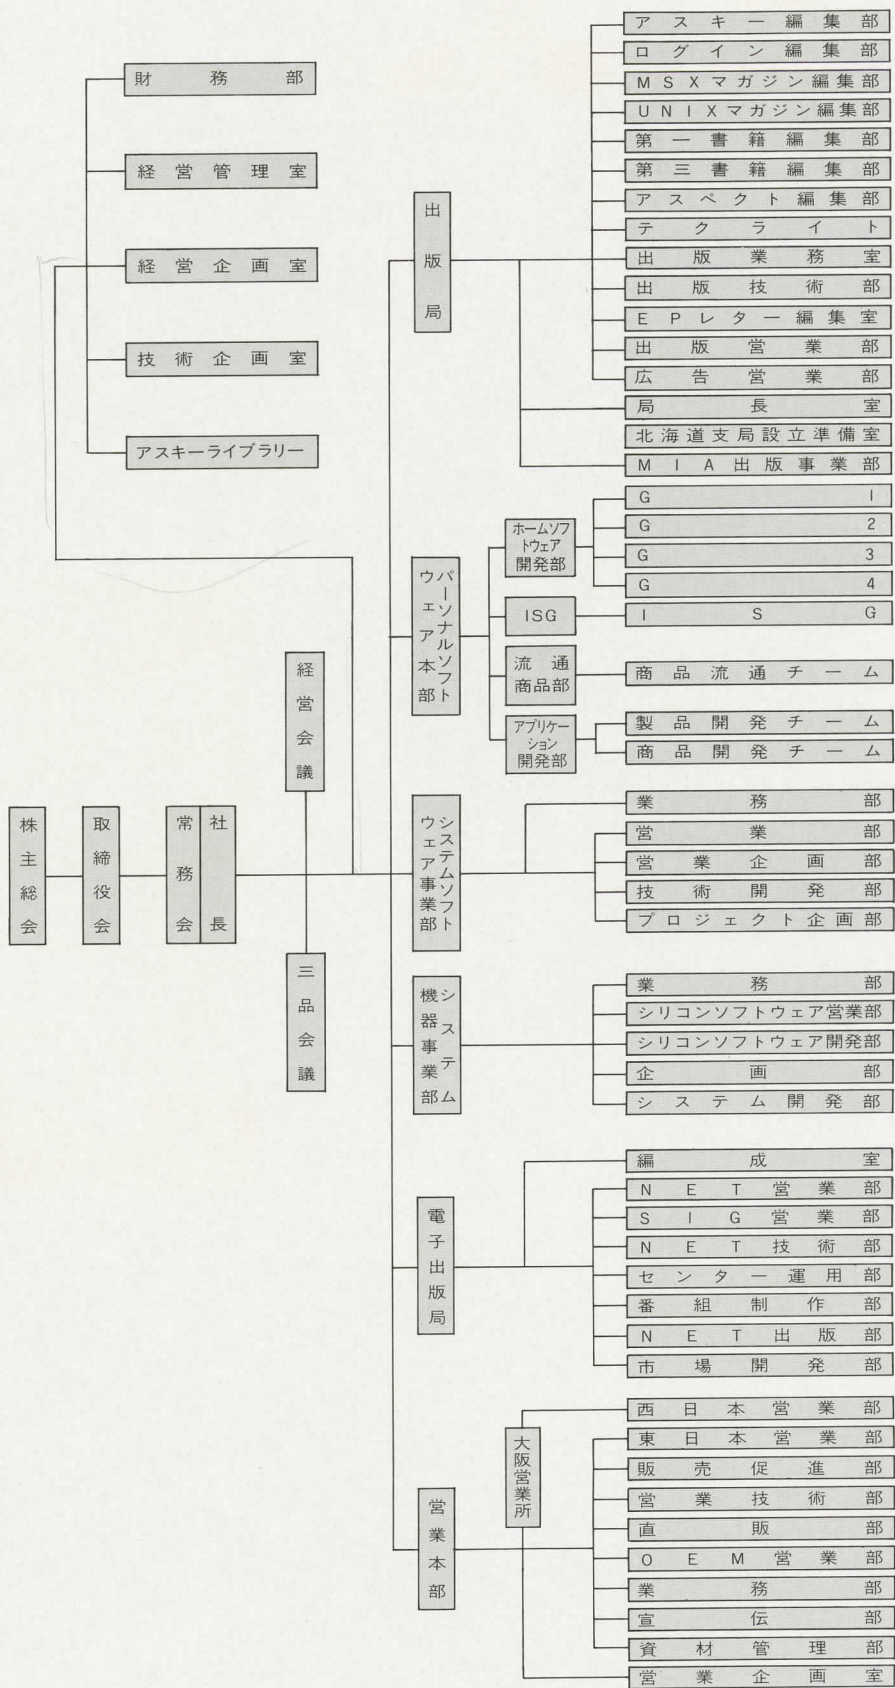 株主総会
取締役会
常務会
社長
経営会議
三品会議
財務部
経営管理室
経営企画室
技術企画室
アスキーライブラリー
出版局
アスキー編集部
ログイン編集部
MSXマガジン編集部
UNIXマガジン編集部
第一書籍編集部
第三書籍編集部
アスペクト編集部
テクライト
出版業務室
出版技術部
EPレター編集室
出版営業部
広告営業部
局長室
北海道支局設立準備室
MIA出版事業部
パーソナルソフト
ウェア本部
ホームソフ
トウェア
開発部
G1
G2
G3
G4
ISG
ISG
流通
商品部
商品流通チーム
アプリケー
ション
開発部
製品開発チーム
商品開発チーム
システムソフト
ウェア事業部
業務部
営業部
営業企画部
技術開発部
プロジェクト企画部
システム
機器事業部
業務部
シリコンソフトウェア営業部
シリコンソフトウェア開発部
企画部
システム開発部
電子出版局
編成室
NET営業部
SIG営業部
NET技術部
センター運用部
番組制作部
NET出版部
市場開発部
営業本部
大阪営業所
西日本営業部
東日本営業部
販売促進部
営業技術部
直販部
OEM営業部
業務部
宣伝部
資材管理部
営業企画室